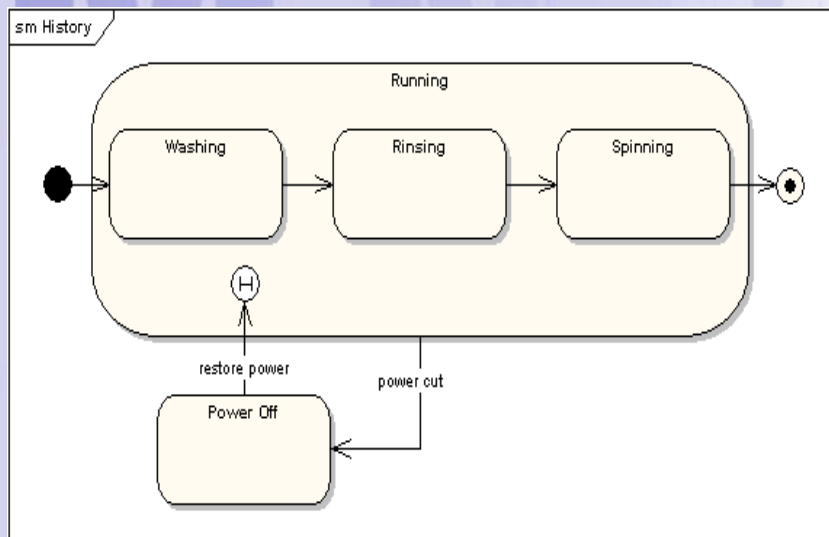 sm History
Running
Washing
Rinsing
Spinning
H
restore power
power cut
Power Off